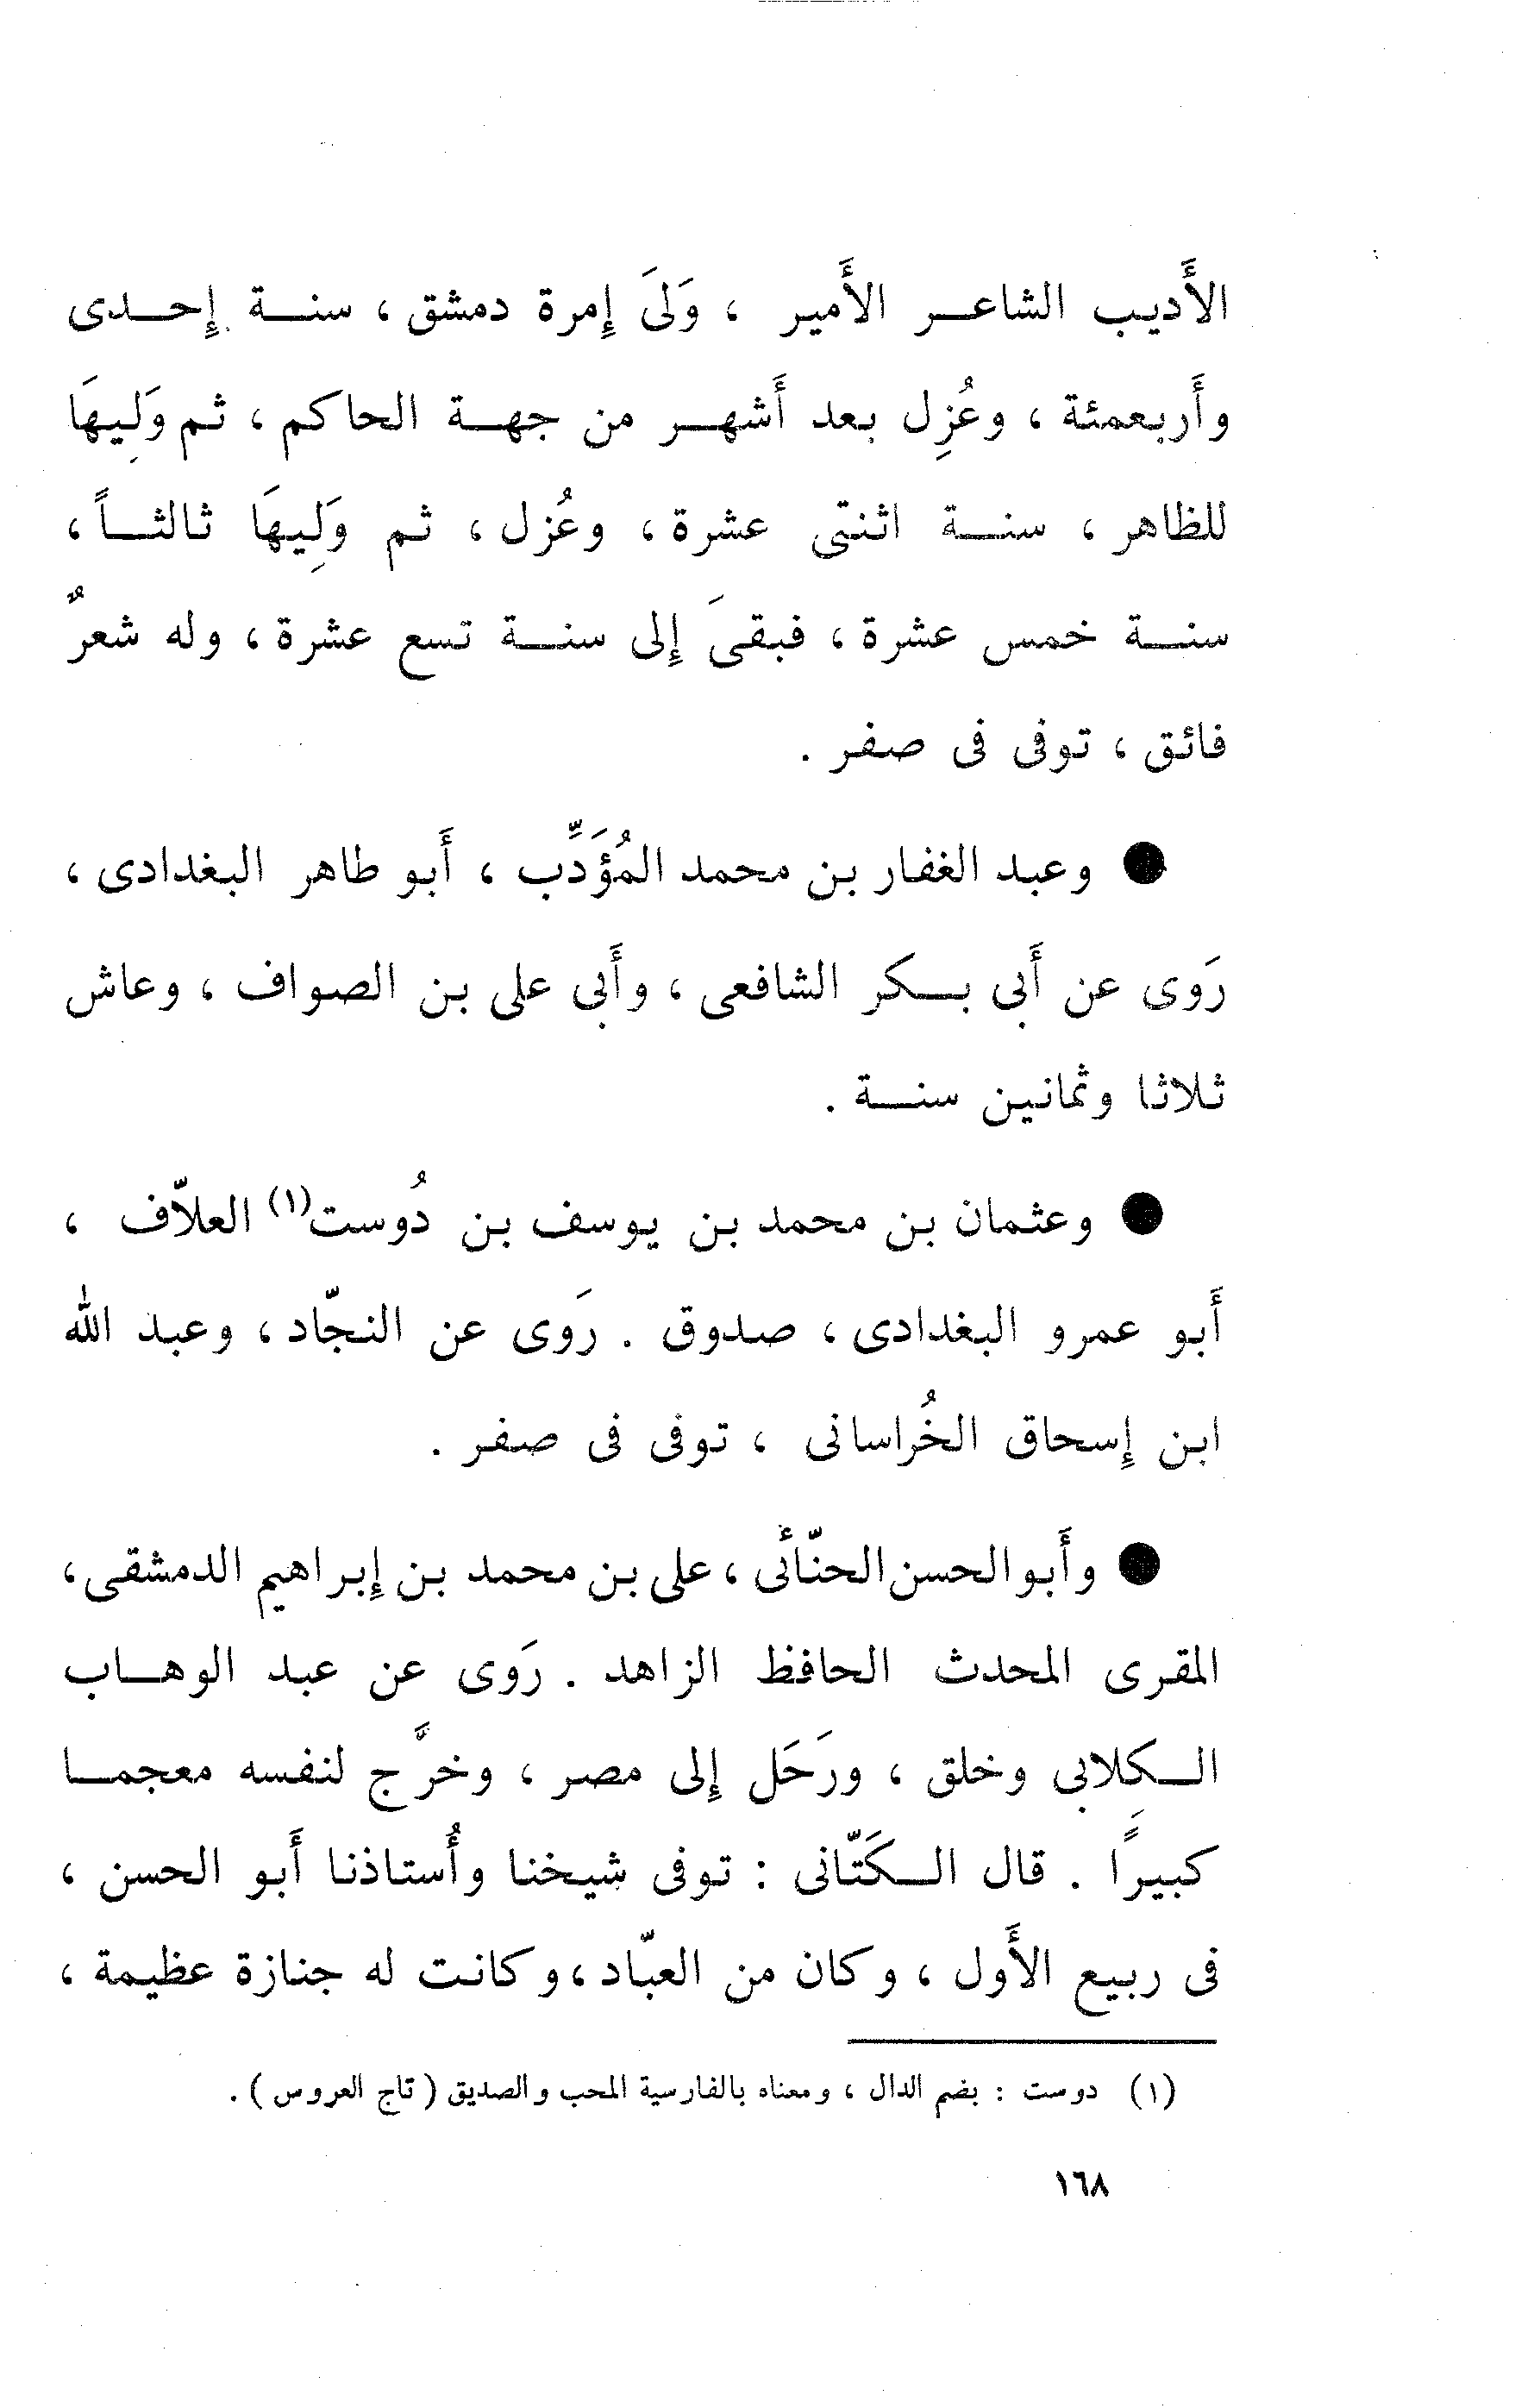 الأَديب الشاعر الأَمير ، وَلىَ إِمرة دمشق ، سنة إِحدى
وأَربعمئة ، وعُزِل بعد أَشهر من جهة الحاكم ، ثم وَلِيهَا
للظاهر ، سنة اثنتى عشرة ، وعُزل ، ثم وَلِيهَا ثالثاً ،
سنة خمس عشرة ، فبقىَ إلى سنة تسع عشرة ، وله شعرٌ
فائق ، توفى فى صفر .
● وعبد الغفار بن محمد المُؤَدِّب ، أَبو طاهر البغدادى ،
رَوى عن أَبى بكر الشافعى ، وأَبى على بن الصواف ، وعاش
ثلاثا وثمانين سنة .
● وعثمان بن محمد بن يوسف بن دُوست(١) العلاّف ،
أَبو عمرو البغدادى ، صدوق . رَوى عن النجّاد ، وعبد الله
ابن إِسحاق الخُراسانى ، توفى فى صفر .
● وأَبو الحسن الحنّائى ، على بن محمد بن إِبراهيم الدمشقى ،
المقرى المحدث الحافظ الزاهد . رَوى عن عبد الوهاب
الكلابى وخلق ، ورَحَل إِلى مصر ، وخرَّج لنفسه معجما
كبيرًا . قال الكَتّانى : توفى شيخنا وأُستاذنا أَبو الحسن ،
فى ربيع الأَول ، وكان من العبّاد ، وكانت له جنازة عظيمة ،
(١) دوست : بضم الدال ، ومعناه بالفارسية المحب والصديق ( تاج العروس ) .
١٦٨